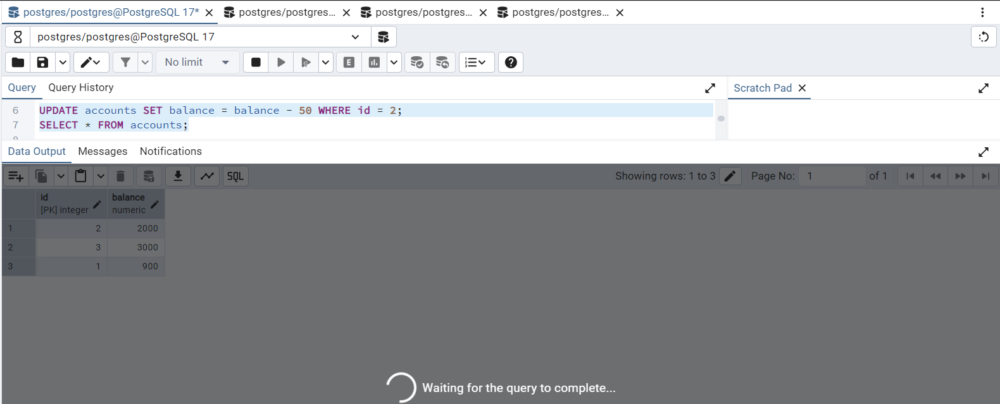 postgres/postgres@PostgreSQL 17* postgres/postgres... postgres/postgres... postgres/postgres...
postgres/postgres@PostgreSQL 17
No limit E
Query Query History Scratch Pad
6 UPDATE accounts SET balance = balance - 50 WHERE id = 2;
7 SELECT * FROM accounts;
Data Output Messages Notifications
SQL Showing rows: 1 to 3 Page No: 1 of 1
id balance
[PK] integer numeric
1 2 2000
2 3 3000
3 1 900
Waiting for the query to complete...